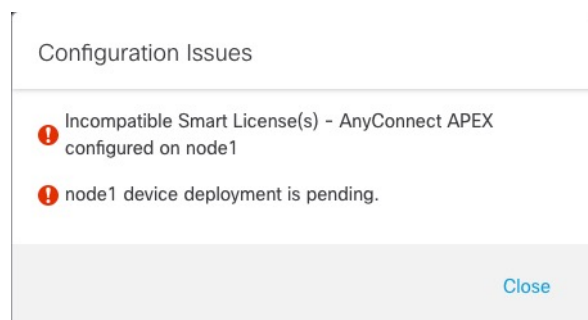 Configuration Issues
Incompatible Smart License(s) - AnyConnect APEX
configured on node1
node1 device deployment is pending.
Close